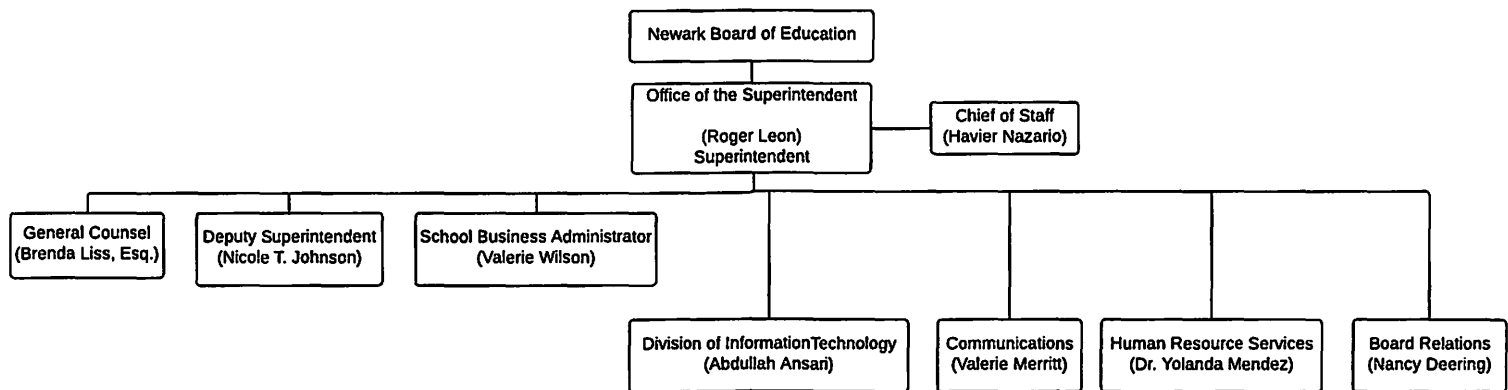 Newark Board of Education
Office of the Superintendent
(Roger Leon)
Superintendent
Chief of Staff
(Havier Nazario)
General Counsel
(Brenda Liss, Esq.)
Deputy Superintendent
(Nicole T. Johnson)
School Business Administrator
(Valerie Wilson)
Division of InformationTechnology
(Abdullah Ansari)
Communications
(Valerie Merritt)
Human Resource Services
(Dr. Yolanda Mendez)
Board Relations
(Nancy Deering)